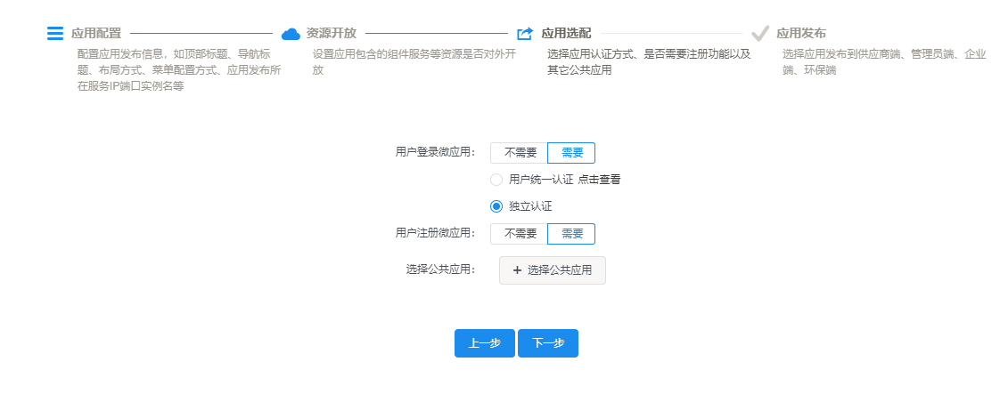 应用配置
配置应用发布信息，如顶部标题、导航标
题、布局方式、菜单配置方式、应用发布所
在服务IP端口实例名等
资源开放
设置应用包含的组件服务等资源是否对外开
放
应用选配
选择应用认证方式、是否需要注册功能以及
其它公共应用
应用发布
选择应用发布到供应商端、管理员端、企业
端、环保端
用户登录微应用： 不需要 需要
用户统一认证 点击查看
独立认证
用户注册微应用： 不需要 需要
选择公共应用： + 选择公共应用
上一步 下一步